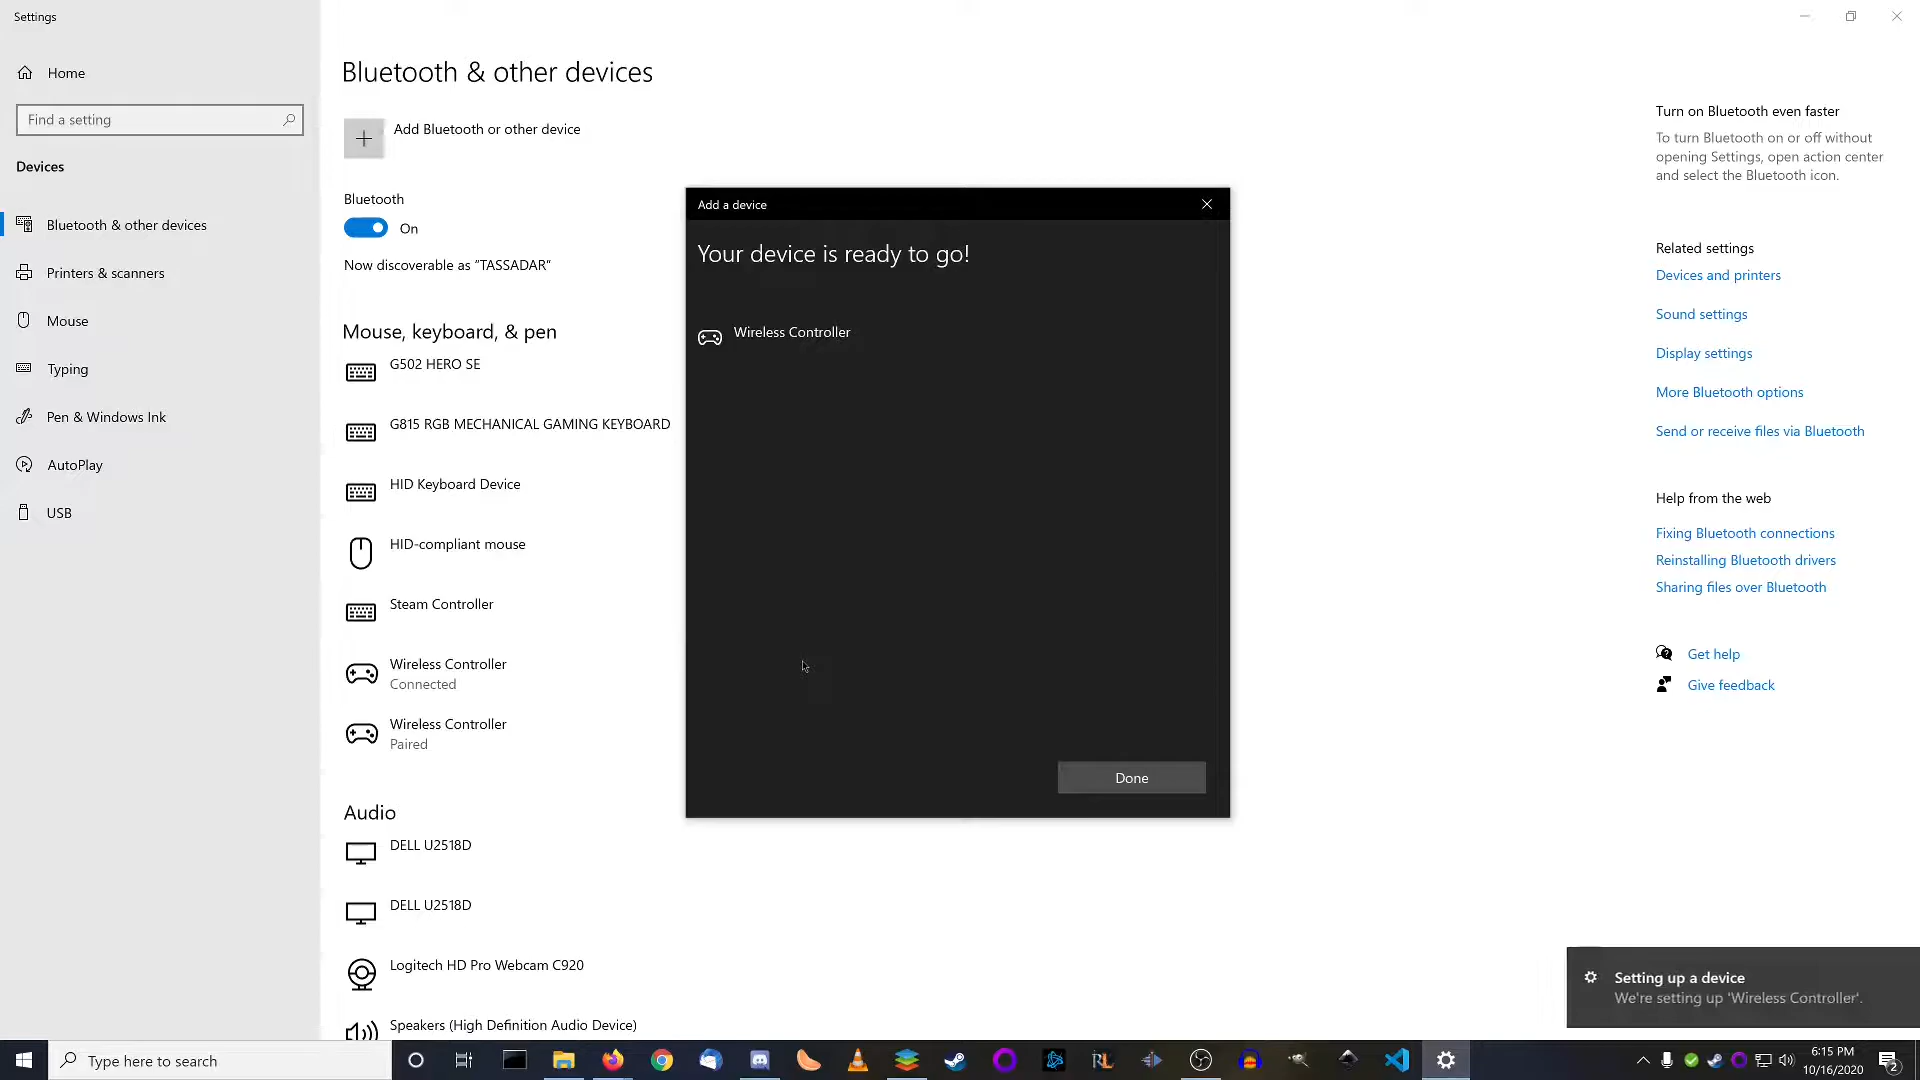 Settings
Home
Find a setting
Devices
Bluetooth & other devices
Printers & scanners
Mouse
Typing
Pen & Windows Ink
AutoPlay
USB
Bluetooth & other devices
Add Bluetooth or other device
Bluetooth
On
Now discoverable as “TASSADAR”
Mouse, keyboard, & pen
G502 HERO SE
G815 RGB MECHANICAL GAMING KEYBOARD
HID Keyboard Device
HID-compliant mouse
Steam Controller
Wireless Controller
Connected
Wireless Controller
Paired
Audio
DELL U2518D
DELL U2518D
Logitech HD Pro Webcam C920
Speakers (High Definition Audio Device)
Add a device
Your device is ready to go!
Wireless Controller
Done
Turn on Bluetooth even faster
To turn Bluetooth on or off without
opening Settings, open action center
and select the Bluetooth icon.
Related settings
Devices and printers
Sound settings
Display settings
More Bluetooth options
Send or receive files via Bluetooth
Help from the web
Fixing Bluetooth connections
Reinstalling Bluetooth drivers
Sharing files over Bluetooth
Get help
Give feedback
Setting up a device
We're setting up 'Wireless Controller'.
Type here to search
RL
6:15 PM
10/16/2020
2